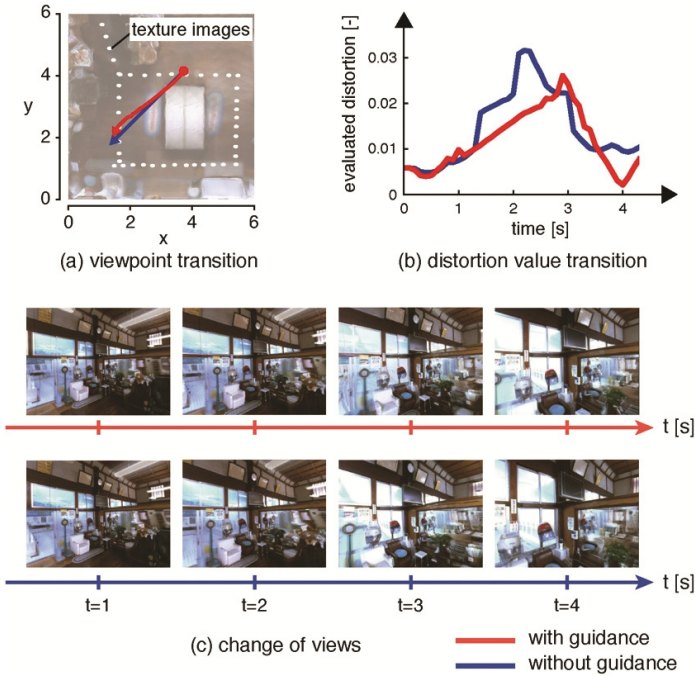 texture images
6
4
y
2
0
0 2 4 6
x
(a) viewpoint transition
evaluated distortion [-]
0.03
0.02
0.01
0
0 1 2 3 4
time [s]
(b) distortion value transition
t [s]
t [s]
t=1 t=2 t=3 t=4
(c) change of views
with guidance
without guidance